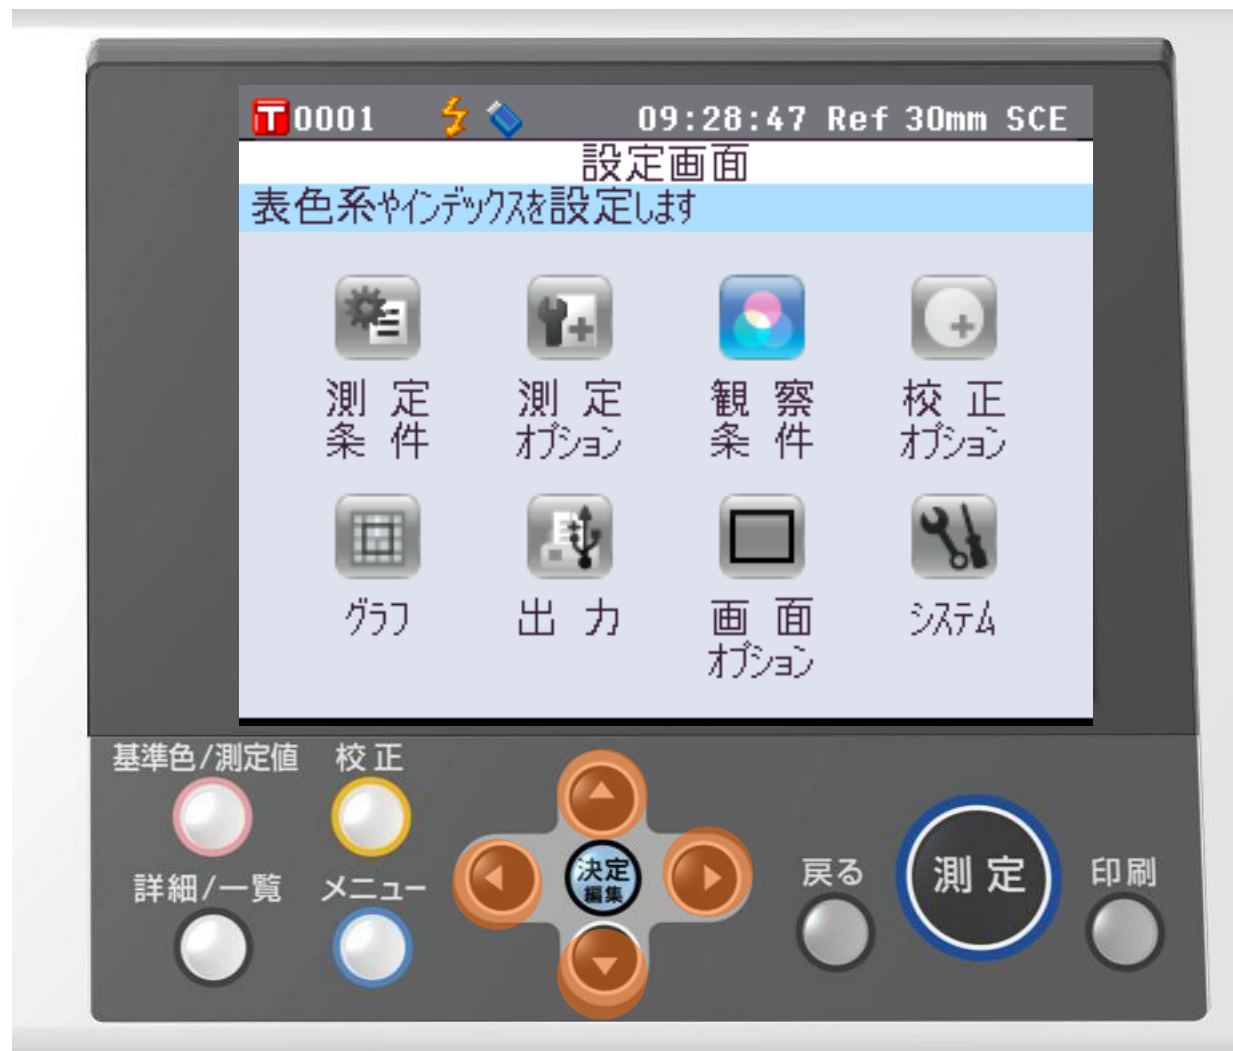 T 0001 09:28:47 Ref 30mm SCE
設定画面
表色系やインデックスを設定します
測定 測定 観察 校正
条件 オプション 条件 オプション
グラフ 出力 画面 システム
オプション
基準色/測定値 校正
詳細/一覧 メニュー 決定 戻る 測定 印刷
編集